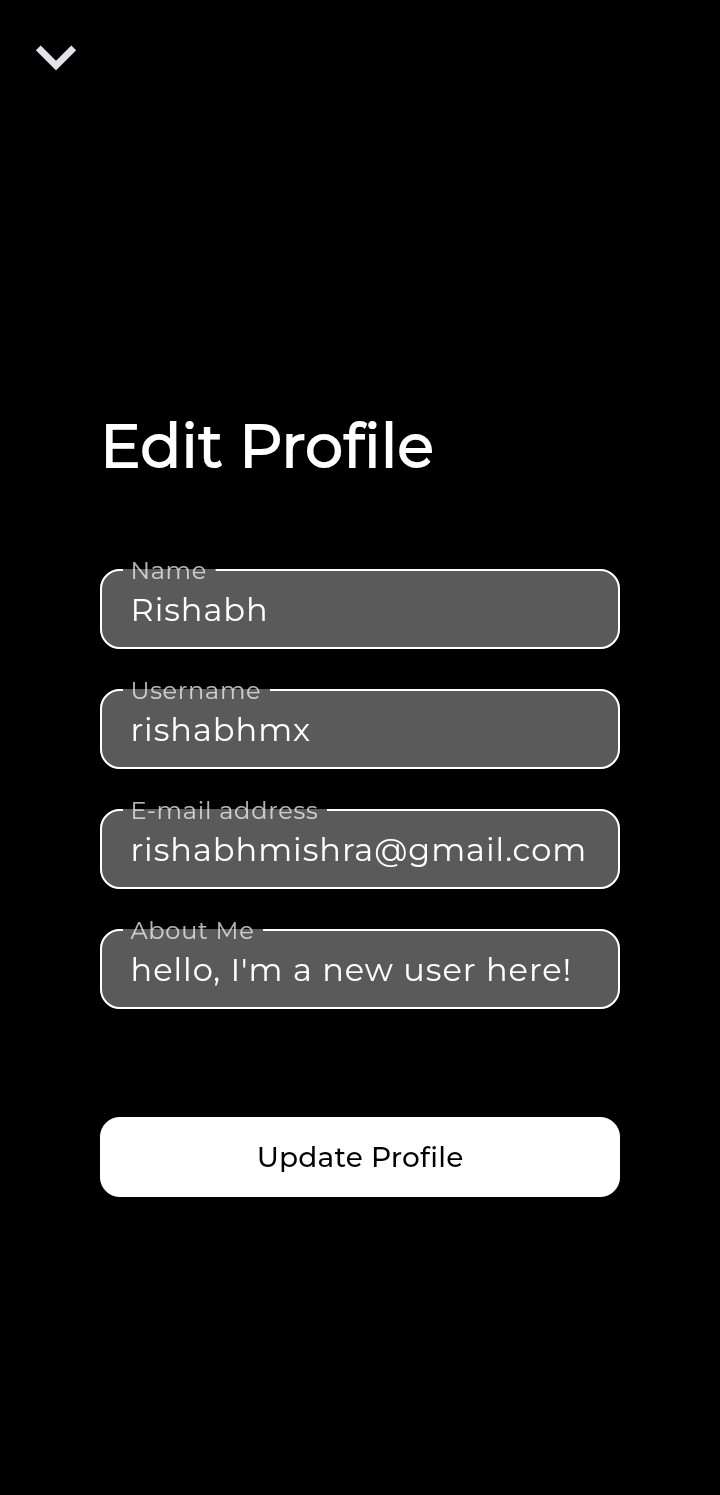 Edit Profile
Name
Rishabh
Username
rishabhmx
E-mail address
rishabhmishra@gmail.com
About Me
hello, I'm a new user here!
Update Profile